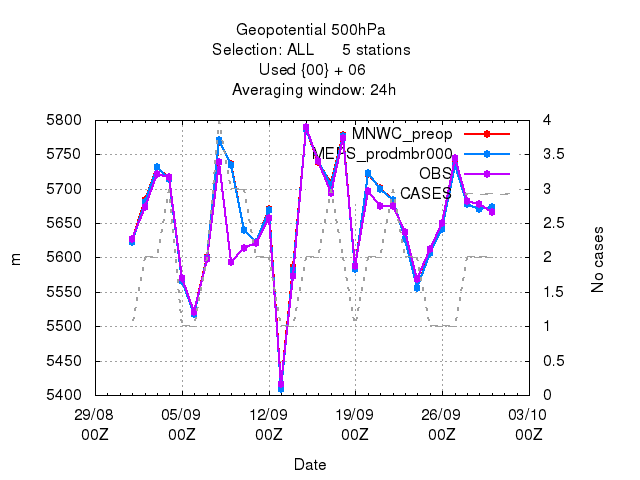 Geopotential 500hPa
Selection: ALL 5 stations
Used {00} + 06
Averaging window: 24h
5800
5750
5700
5650
5600
5550
5500
5450
5400
m
4
3.5
3
2.5
2
1.5
1
0.5
0
No cases
MNWC_preop
MEPS_prodmbr000
OBS
CASES
29/08 05/09 12/09 19/09 26/09 03/10
00Z 00Z 00Z 00Z 00Z 00Z
Date